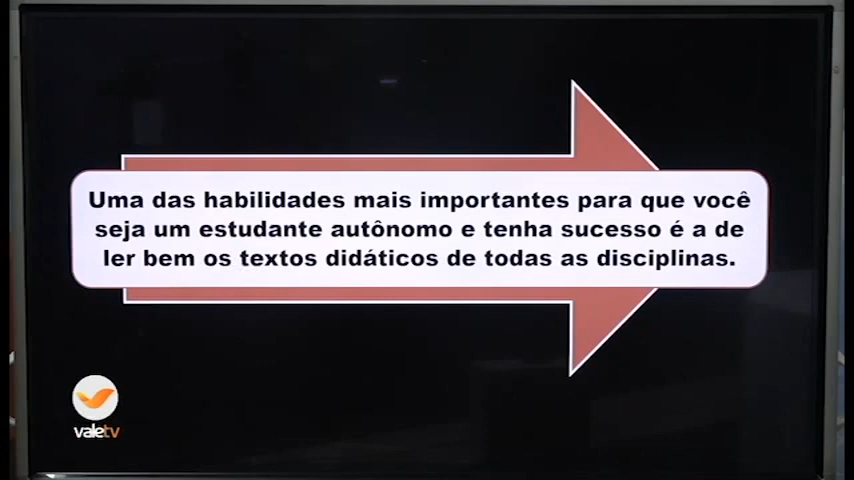 Uma das habilidades mais importantes para que você
seja um estudante autônomo e tenha sucesso é a de
ler bem os textos didáticos de todas as disciplinas.
valetv